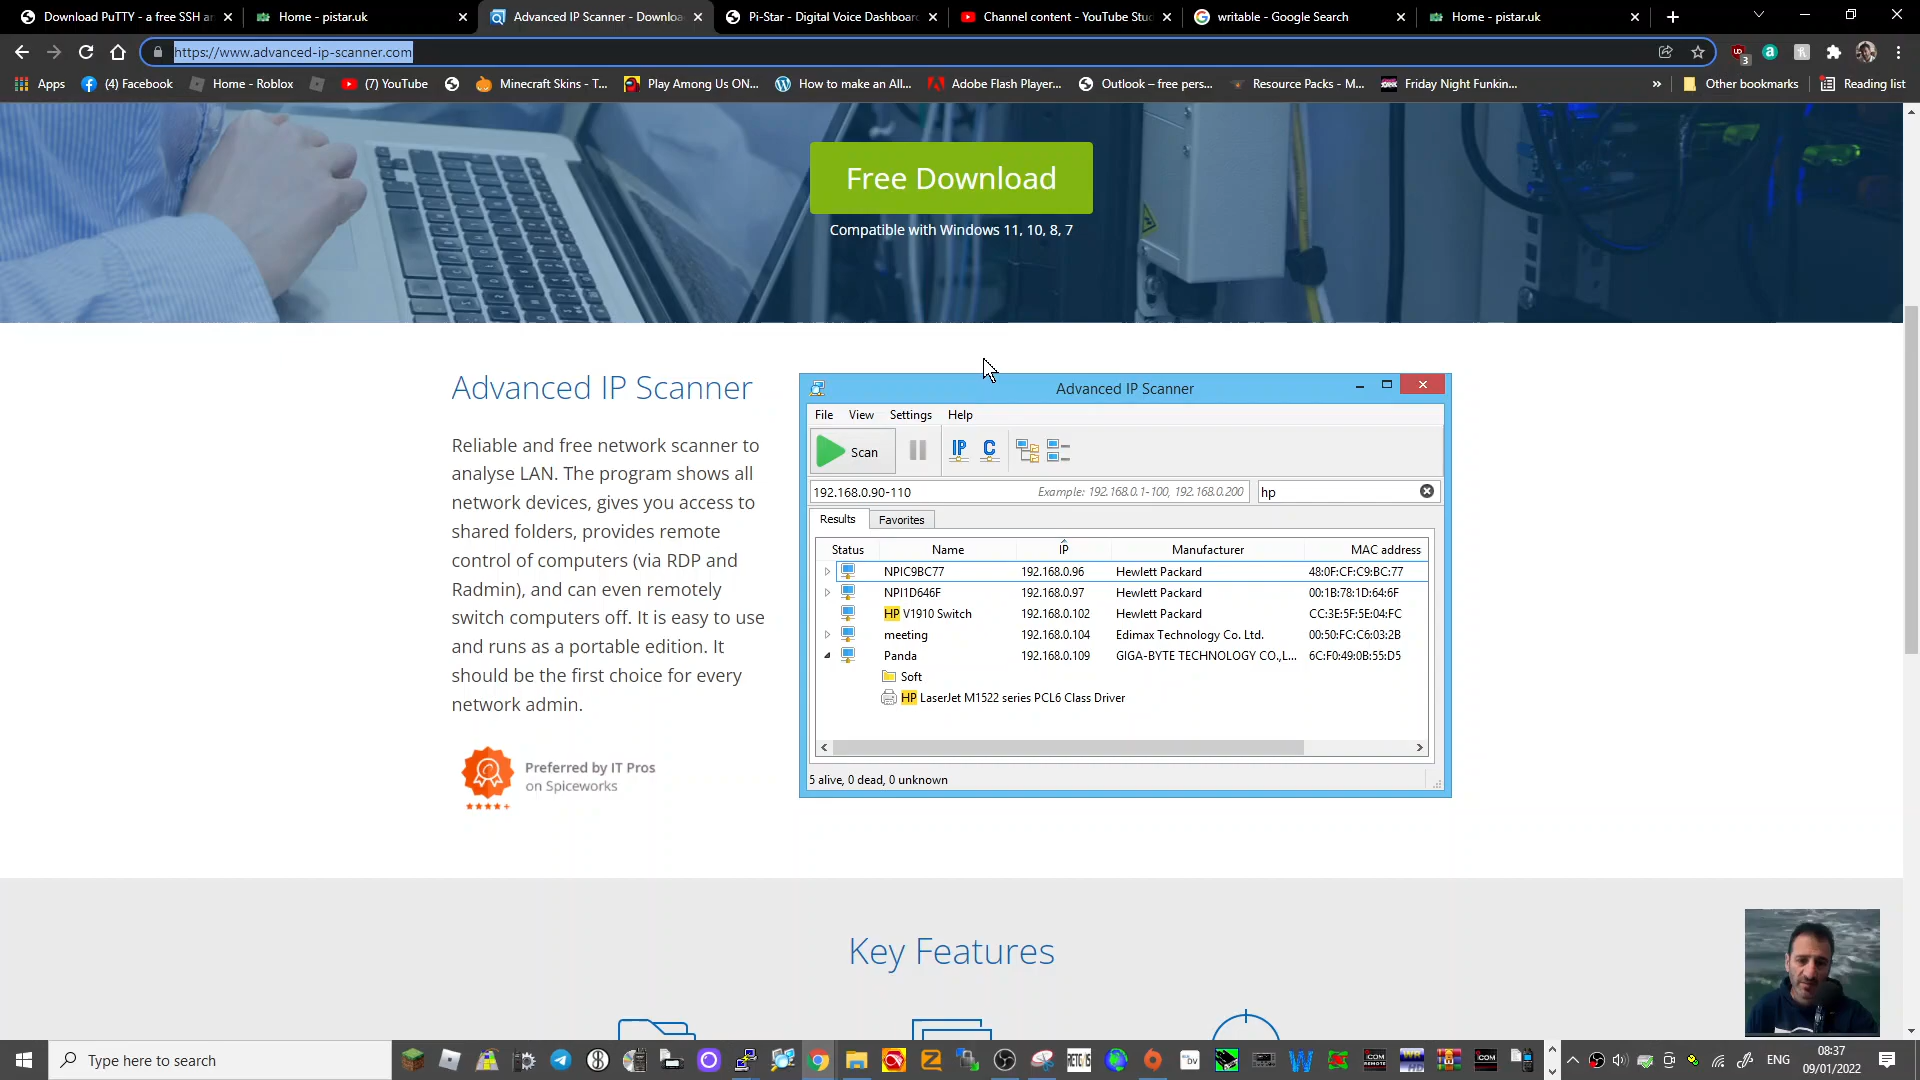 Download PuTTY - a free SSH an
Home - pistar.uk
Advanced IP Scanner - Downloa
Pi-Star - Digital Voice Dashboard
Channel content - YouTube Stud
writable - Google Search
Home - pistar.uk
https://www.advanced-ip-scanner.com
3
Apps
(4) Facebook
Home - Roblox
(7) YouTube
Minecraft Skins - T...
Play Among Us ON...
How to make an All...
Adobe Flash Player...
Outlook – free pers...
Resource Packs - M...
Friday Night Funkin...
»
Other bookmarks
Reading list
Free Download
Compatible with Windows 11, 10, 8, 7
Advanced IP Scanner
Reliable and free network scanner to
analyse LAN. The program shows all
network devices, gives you access to
shared folders, provides remote
control of computers (via RDP and
Radmin), and can even remotely
switch computers off. It is easy to use
and runs as a portable edition. It
should be the first choice for every
network admin.
Preferred by IT Pros
on Spiceworks
Advanced IP Scanner
File View Settings Help
Scan IP C
192.168.0.90-110 Example: 192.168.0.1-100, 192.168.0.200 hp
Results Favorites
Status Name IP Manufacturer MAC address
NPIC9BC77 192.168.0.96 Hewlett Packard 48:0F:CF:C9:BC:77
NPI1D646F 192.168.0.97 Hewlett Packard 00:1B:78:1D:64:6F
HP V1910 Switch 192.168.0.102 Hewlett Packard CC:3E:5F:5E:04:FC
meeting 192.168.0.104 Edimax Technology Co. Ltd. 00:50:FC:C6:03:2B
Panda 192.168.0.109 GIGA-BYTE TECHNOLOGY CO.,L... 6C:F0:49:0B:55:D5
Soft
HP LaserJet M1522 series PCL6 Class Driver
5 alive, 0 dead, 0 unknown
Key Features
Type here to search
ENG
08:37
09/01/2022